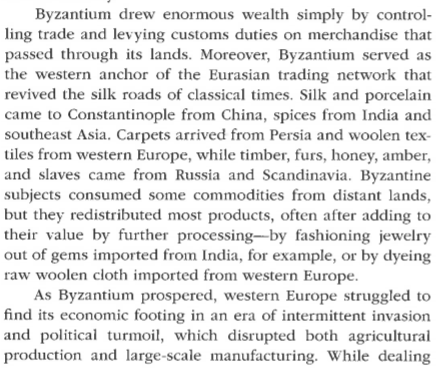 Byzantium drew enormous wealth simply by control-
ling trade and levying customs duties on merchandise that
passed through its lands. Moreover, Byzantium served as
the western anchor of the Eurasian trading network that
revived the silk roads of classical times. Silk and porcelain
came to Constantinople from China, spices from India and
southeast Asia. Carpets arrived from Persia and woolen tex-
tiles from western Europe, while timber, furs, honey, amber,
and slaves came from Russia and Scandinavia. Byzantine
subjects consumed some commodities from distant lands,
but they redistributed most products, often after adding to
their value by further processing—by fashioning jewelry
out of gems imported from India, for example, or by dyeing
raw woolen cloth imported from western Europe.
As Byzantium prospered, western Europe struggled to
find its economic footing in an era of intermittent invasion
and political turmoil, which disrupted both agricultural
production and large-scale manufacturing. While dealing